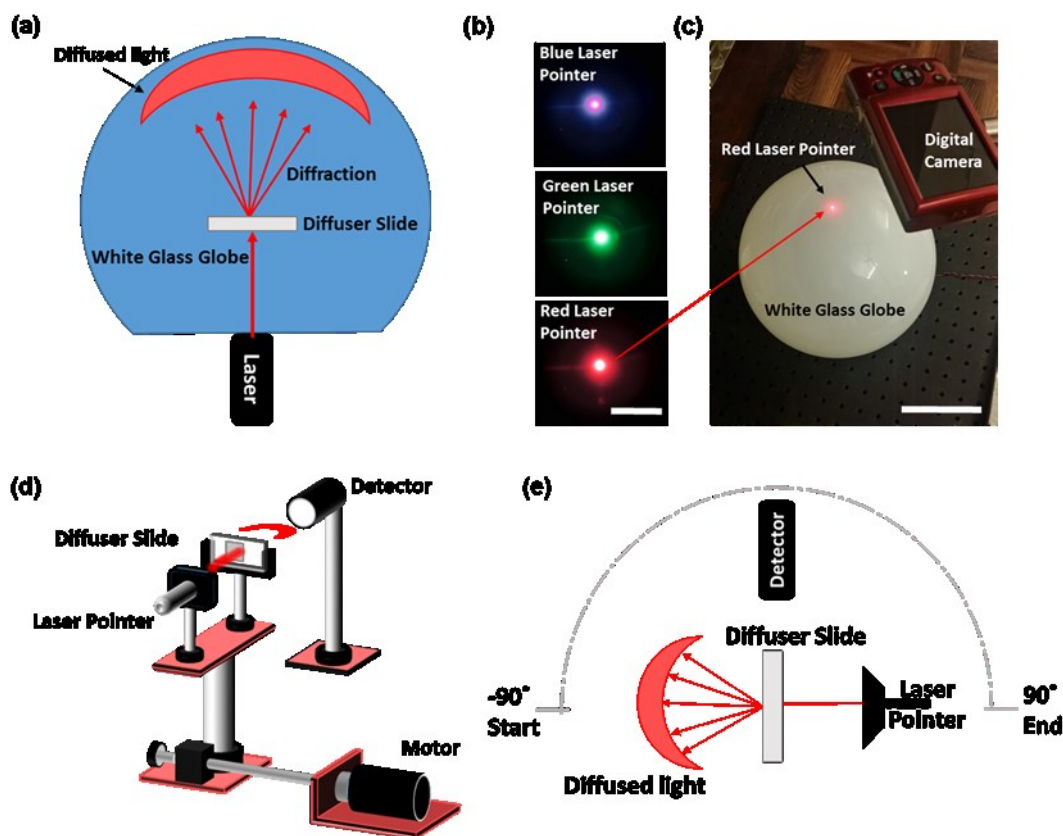 (a)
Diffused light
Diffraction
Diffuser Slide
White Glass Globe
Laser
(b)
Blue Laser
Pointer
Green Laser
Pointer
Red Laser
Pointer
(c)
Red Laser Pointer
Digital
Camera
White Glass Globe
(d)
Detector
Diffuser Slide
Laser Pointer
Motor
(e)
Detector
Diffuser Slide
-90°
Start
Laser
Pointer
90°
End
Diffused light